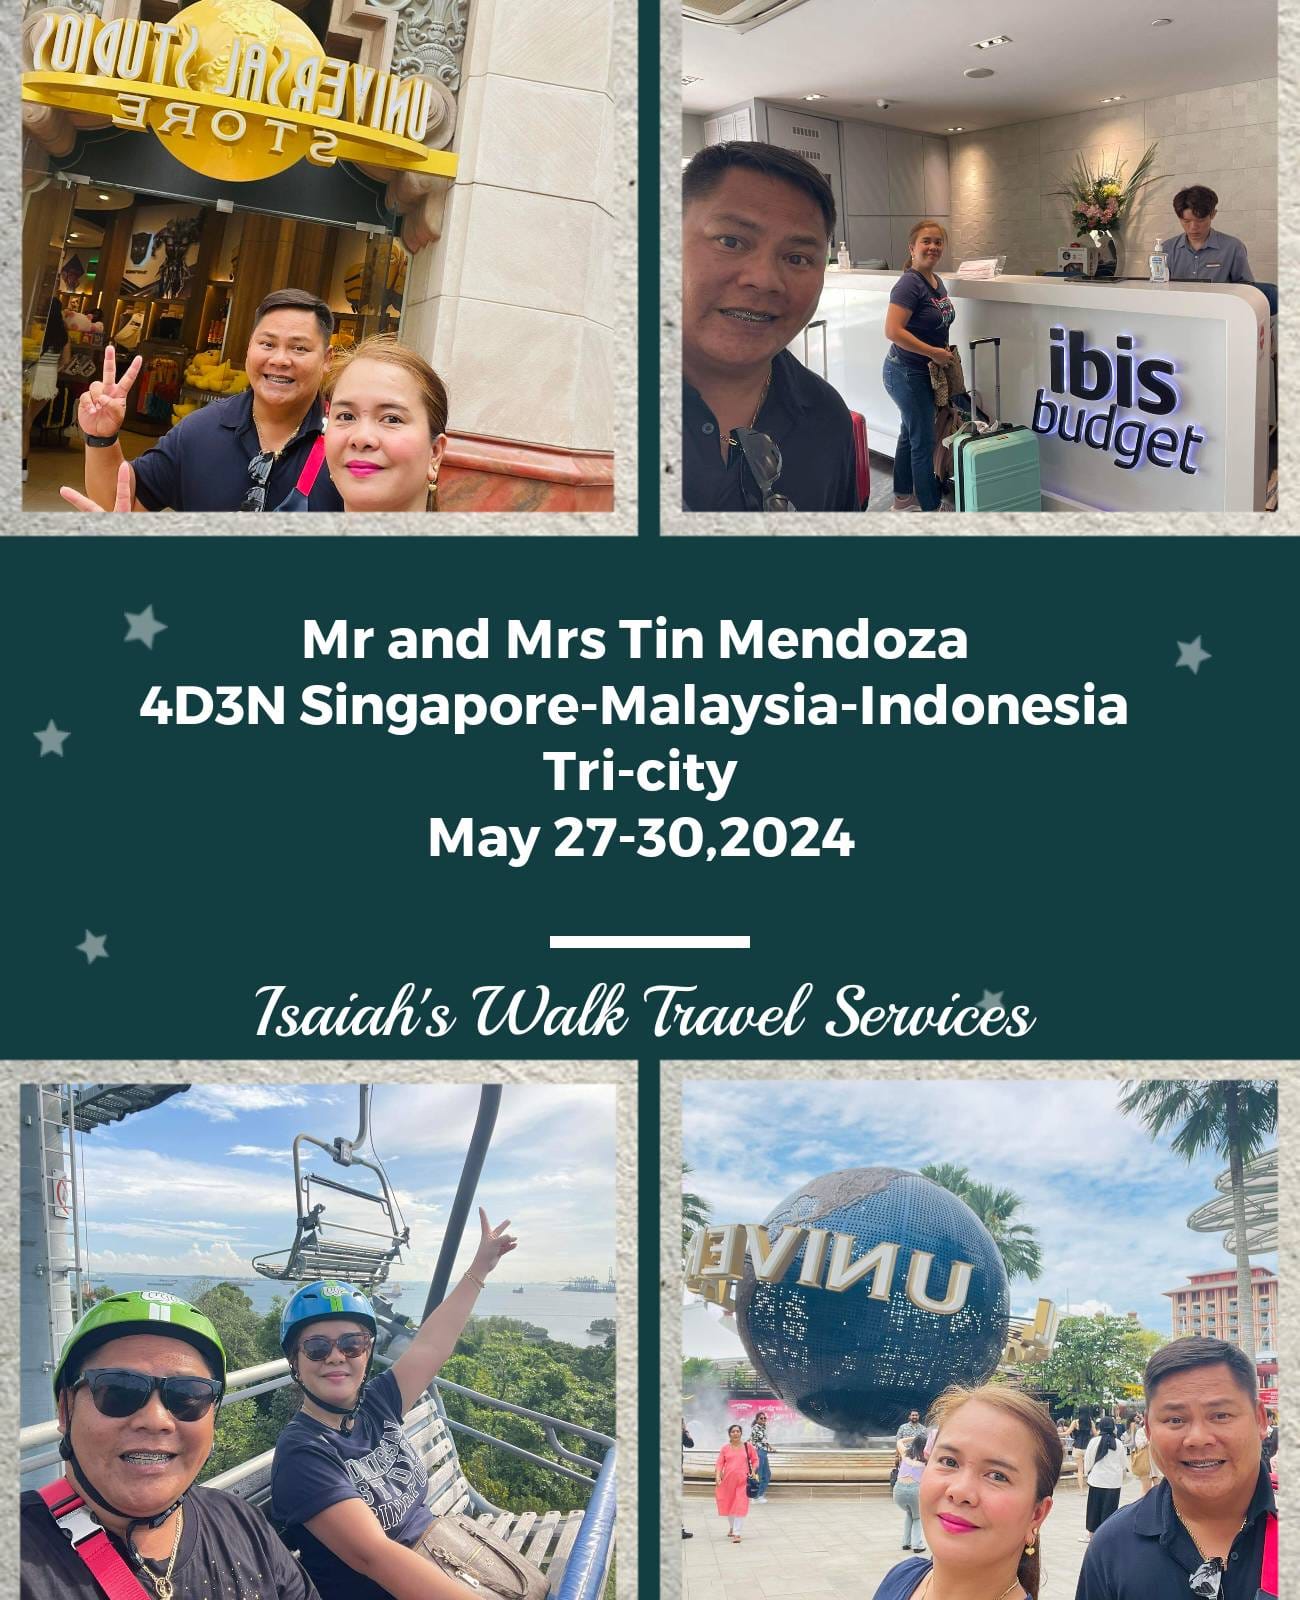 UNIVERSAL STUDIOS
STORE
ibis
budget
Mr and Mrs Tin Mendoza
4D3N Singapore-Malaysia-Indonesia
Tri-city
May 27-30,2024
Isaiah's Walk Travel Services
UNIVE